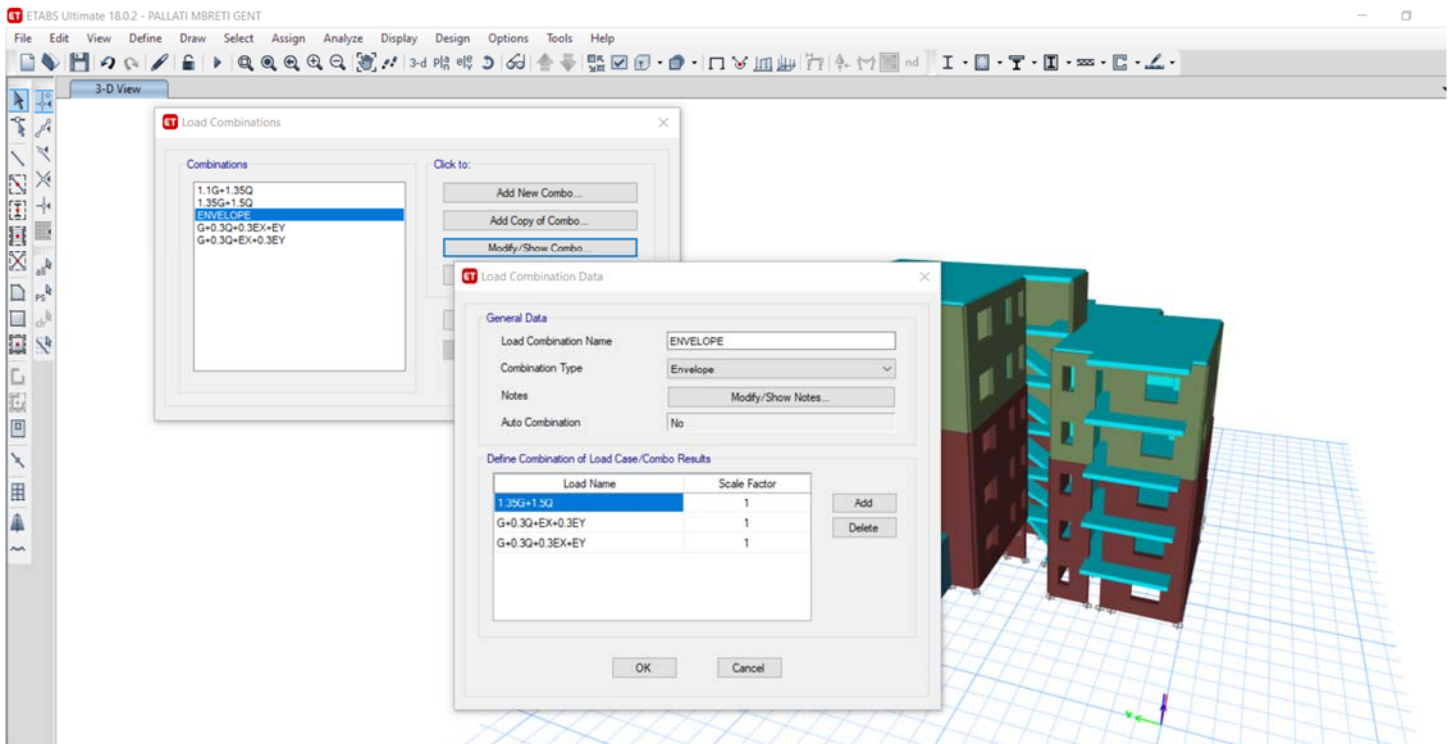 ETABS Ultimate 18.0.2 - PALLATI MBRETI GENT
File Edit View Define Draw Select Assign Analyze Display Design Options Tools Help
3-d
nd
3-D View
Load Combinations
Combinations
1.1G+1.35Q
1.35G+1.5Q
ENVELOPE
G+0.3Q+0.3EX+EY
G+0.3Q+EX+0.3EY
Click to:
Add New Combo...
Add Copy of Combo...
Modify/Show Combo...
Load Combination Data
General Data
Load Combination Name ENVELOPE
Combination Type Envelope
Notes Modify/Show Notes...
Auto Combination No
Define Combination of Load Case/Combo Results
Load Name Scale Factor
1.35G+1.5Q 1
G+0.3Q+EX+0.3EY 1
G+0.3Q+0.3EX+EY 1
Add
Delete
OK Cancel
all
PS
clr